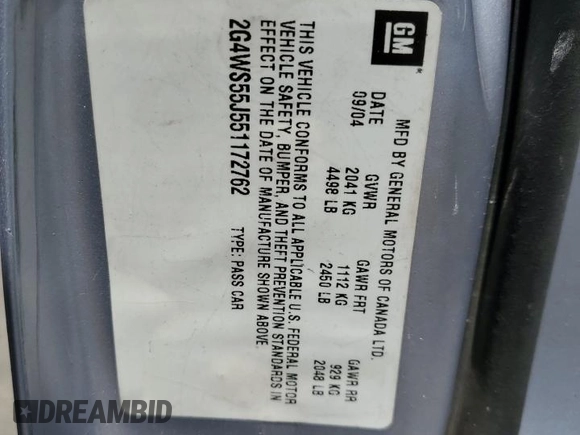 GM
MFD BY GENERAL MOTORS OF CANADA LTD.
DATE GVWR GAWR FRT GAWR RR
09/04 2041 KG 1112 KG 929 KG
4498 LB 2450 LB 2048 LB
THIS VEHICLE CONFORMS TO ALL APPLICABLE U.S. FEDERAL MOTOR
VEHICLE SAFETY, BUMPER, AND THEFT PREVENTION STANDARDS IN
EFFECT ON THE DATE OF MANUFACTURE SHOWN ABOVE.
2G4WS55J551172762 TYPE: PASS CAR
DREAMBID